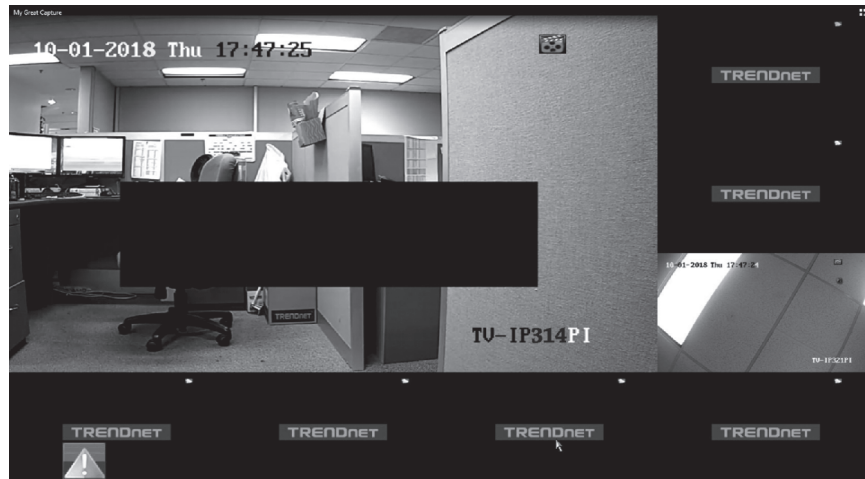 My Great Capture
10-01-2018 Thu 17:47:25
TRENDNET
TRENDNET
10-01-2018 Thu 17:47:24
TV-IP321PI
TRENDNET
TV-IP314PI
TRENDNET
TRENDNET
TRENDNET
TRENDNET